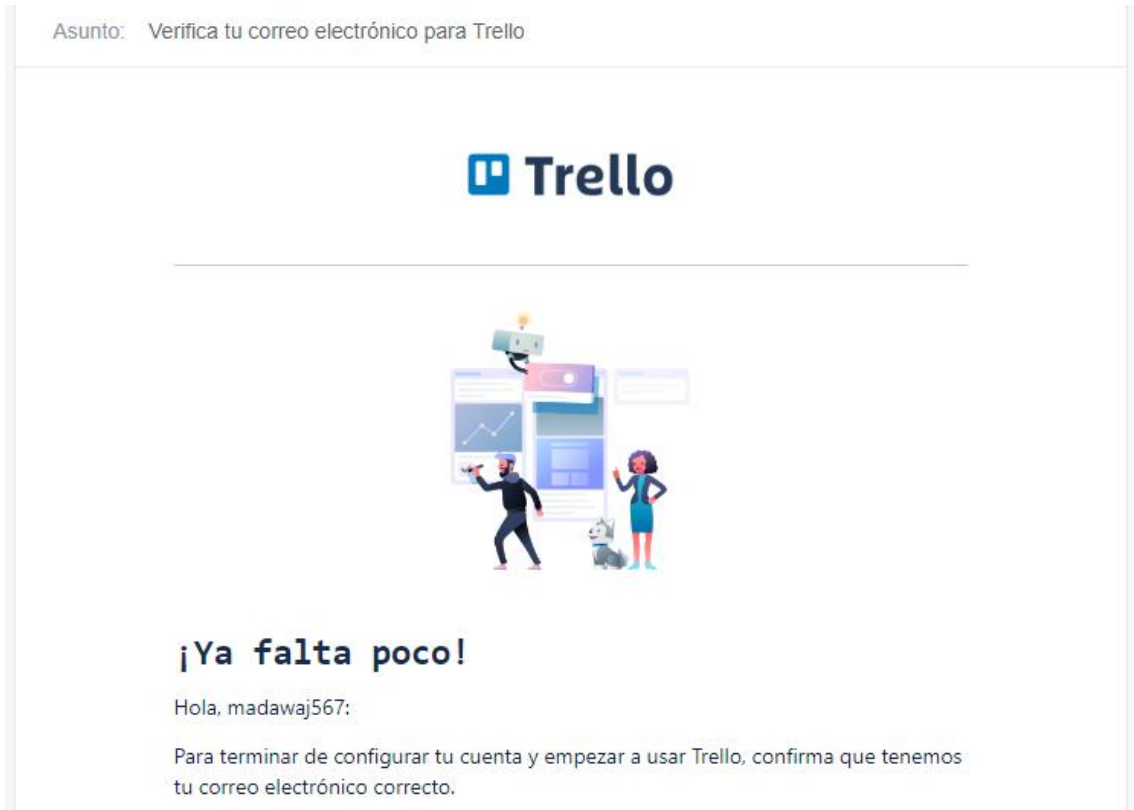 Asunto: Verifica tu correo electrónico para Trello
Trello
¡Ya falta poco!
Hola, madawaj567:
Para terminar de configurar tu cuenta y empezar a usar Trello, confirma que tenemos
tu correo electrónico correcto.